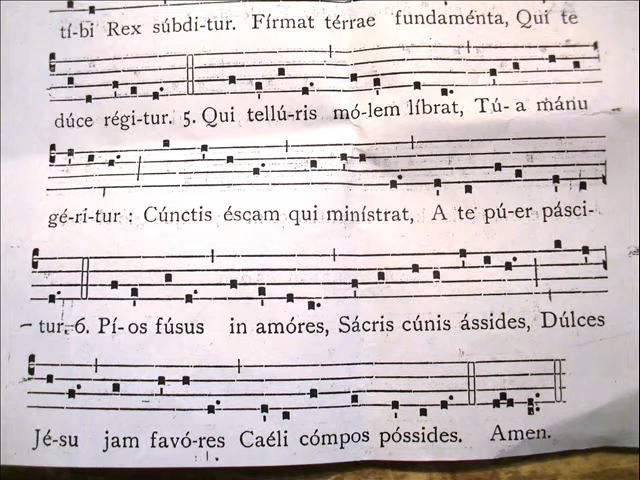 tí-bi Rex súbdi-tur. Fírmat térrae fundaménta, Qui te
dúce régi-tur. 5. Qui tellú-ris mó-lem líbrat, Tú-a mánu
gé-ri-tur : Cúnctis éscam qui minístrat, A te pú-er písci-
- tur. 6. Pí-os fúsus in amóres, Sácris cúnis ássides, Dúlces
Jé-su jam favó-res Caéli cómpos póssides. Amen.